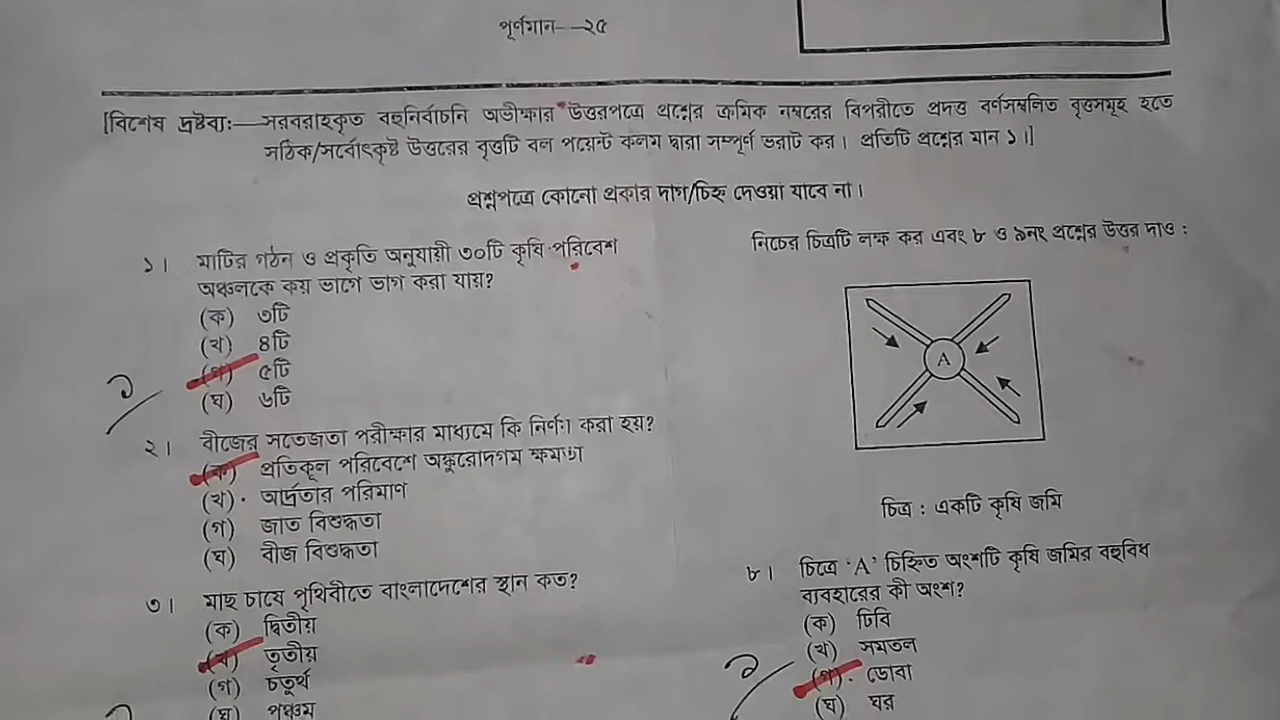 পূর্ণমান—২৫
[বিশেষ দ্রষ্টব্য:—সরবরাহকৃত বহুনির্বাচনি অভীক্ষার উত্তরপত্রে প্রশ্নের ক্রমিক নম্বরের বিপরীতে প্রদত্ত বর্ণসম্বলিত বৃত্তসমূহ হতে
সঠিক/সর্বোৎকৃষ্ট উত্তরের বৃত্তটি বল পয়েন্ট কলম দ্বারা সম্পূর্ণ ভরাট কর। প্রতিটি প্রশ্নের মান ১।]
প্রশ্নপত্রে কোনো প্রকার দাগ/চিহ্ন দেওয়া যাবে না।
১। মাটির গঠন ও প্রকৃতি অনুযায়ী ৩০টি কৃষি পরিবেশ
অঞ্চলকে কয় ভাগে ভাগ করা যায়?
(ক) ৩টি
(খ) ৪টি
(গ) ৫টি
(ঘ) ৬টি
২। বীজের সতেজতা পরীক্ষার মাধ্যমে কি নির্ণয় করা হয়?
(ক) প্রতিকূল পরিবেশে অঙ্কুরোদগম ক্ষমতা
(খ) আর্দ্রতার পরিমাণ
(গ) জাত বিশুদ্ধতা
(ঘ) বীজ বিশুদ্ধতা
৩। মাছ চাষে পৃথিবীতে বাংলাদেশের স্থান কত?
(ক) দ্বিতীয়
(খ) তৃতীয়
(গ) চতুর্থ
(ঘ) পঞ্চম
নিচের চিত্রটি লক্ষ কর এবং ৮ ও ৯নং প্রশ্নের উত্তর দাও :
A
চিত্র : একটি কৃষি জমি
৮। চিত্রে ‘A’ চিহ্নিত অংশটি কৃষি জমির বহুবিধ
ব্যবহারের কী অংশ?
(ক) ঢিবি
(খ) সমতল
(গ) ডোবা
(ঘ) ঘর